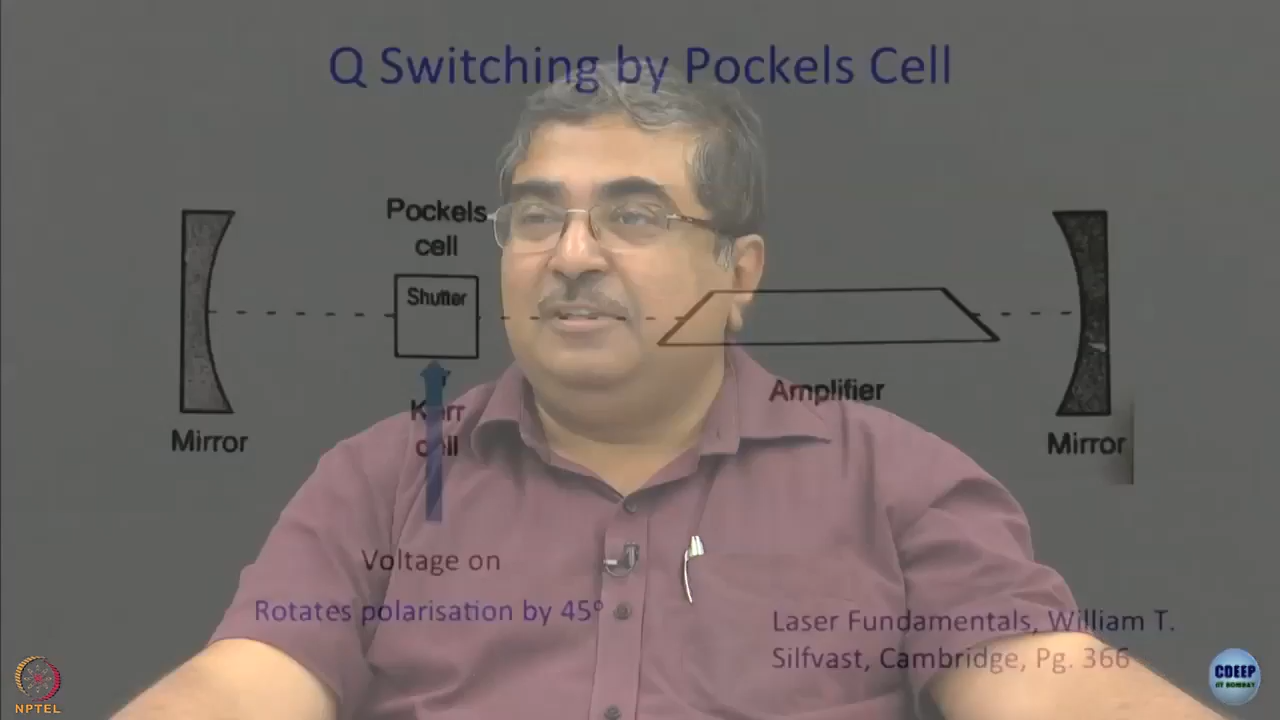 Q Switching by Pockels Cell
Pockels
cell
Shutter
Kerr
cell
Amplifier
Mirror
Mirror
Voltage on
Rotates polarisation by 45°
Laser Fundamentals, William T.
Silfvast, Cambridge, Pg. 366
NPTEL
CDEEP
IIT BOMBAY